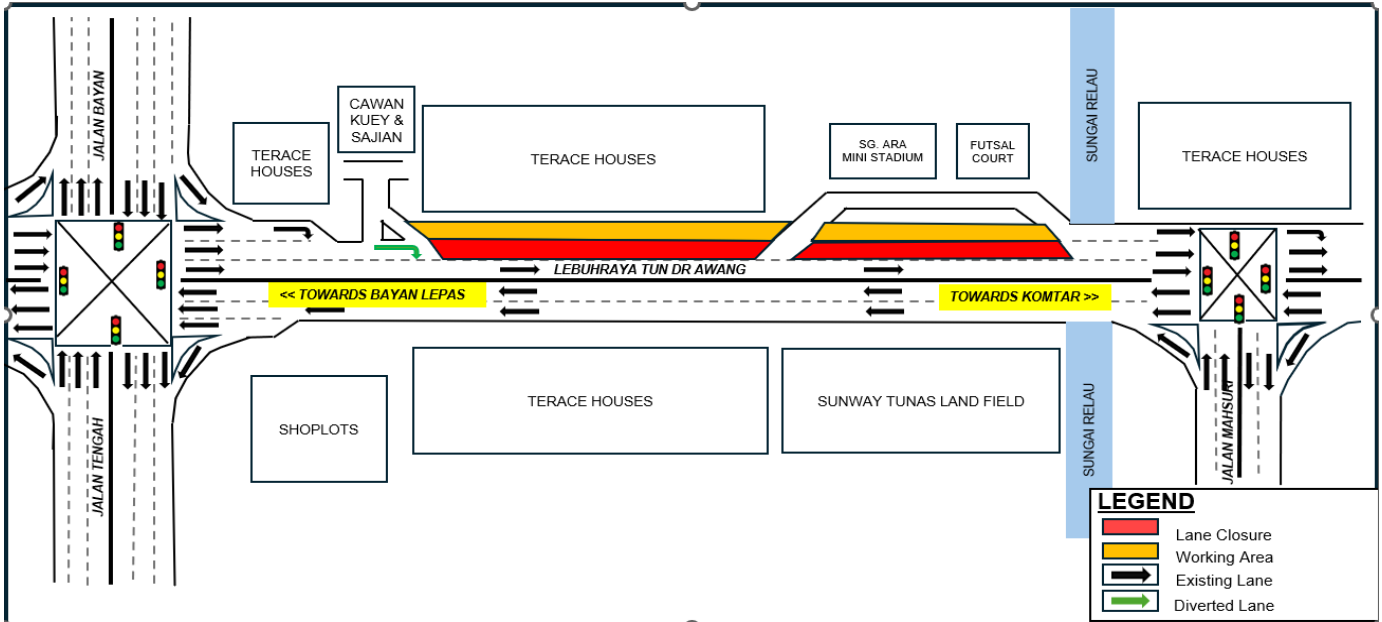 JALAN BAYAN
CAWAN
KUEY &
SAJIAN
TERACE
HOUSES
TERACE HOUSES
SG. ARA
MINI STADIUM
FUTSAL
COURT
SUNGAI RELAU
TERACE HOUSES
LEBUHRAYA TUN DR AWANG
<< TOWARDS BAYAN LEPAS
TOWARDS KOMTAR >>
JALAN TENGAH
SHOPLOTS
TERACE HOUSES
SUNWAY TUNAS LAND FIELD
SUNGAI RELAU
JALAN MAHSURI
LEGEND
Lane Closure
Working Area
Existing Lane
Diverted Lane